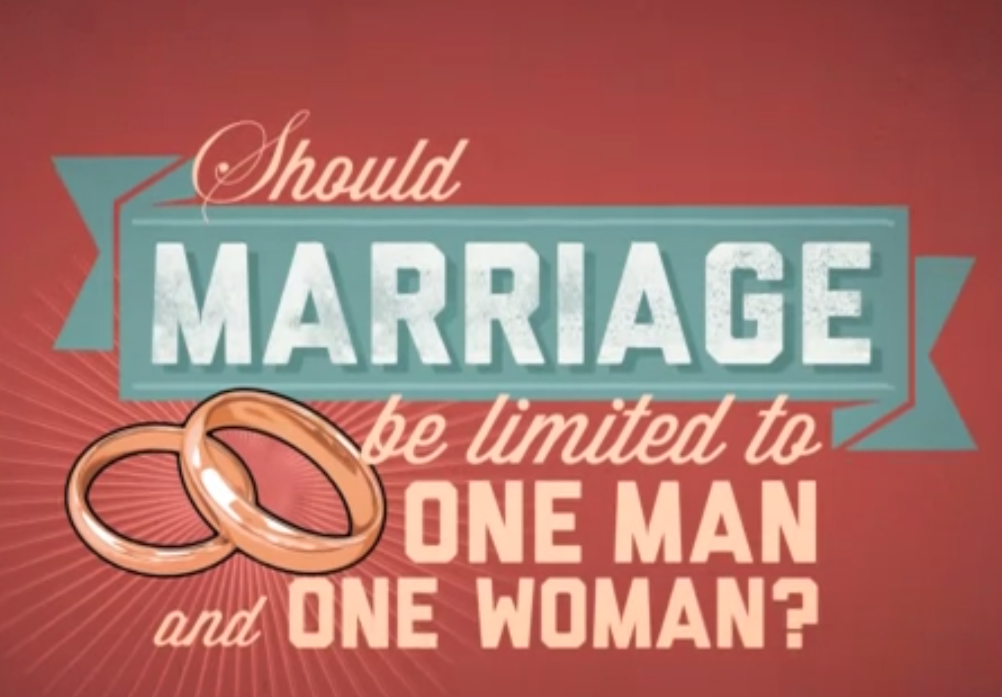 Should
MARRIAGE
be limited to
ONE MAN
and ONE WOMAN?